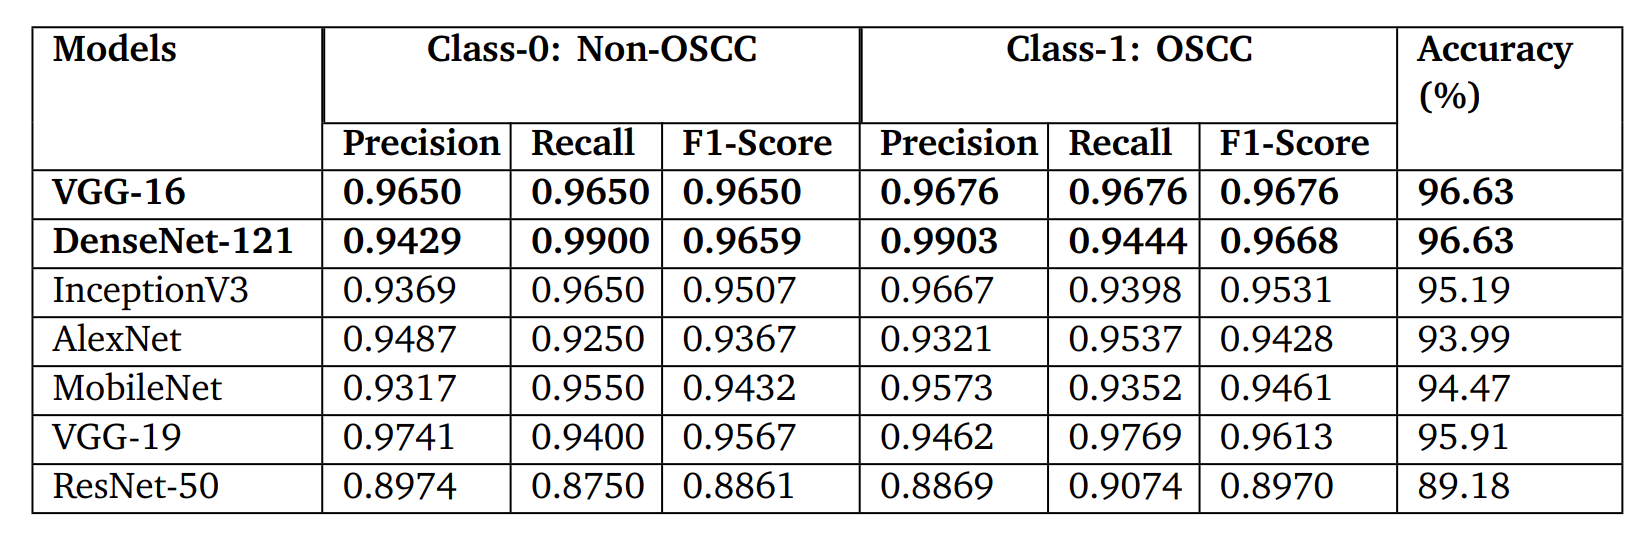 Models Class-0: Non-OSCC Class-1: OSCC Accuracy
(%)
Precision Recall F1-Score Precision Recall F1-Score
VGG-16 0.9650 0.9650 0.9650 0.9676 0.9676 0.9676 96.63
DenseNet-121 0.9429 0.9900 0.9659 0.9903 0.9444 0.9668 96.63
InceptionV3 0.9369 0.9650 0.9507 0.9667 0.9398 0.9531 95.19
AlexNet 0.9487 0.9250 0.9367 0.9321 0.9537 0.9428 93.99
MobileNet 0.9317 0.9550 0.9432 0.9573 0.9352 0.9461 94.47
VGG-19 0.9741 0.9400 0.9567 0.9462 0.9769 0.9613 95.91
ResNet-50 0.8974 0.8750 0.8861 0.8869 0.9074 0.8970 89.18